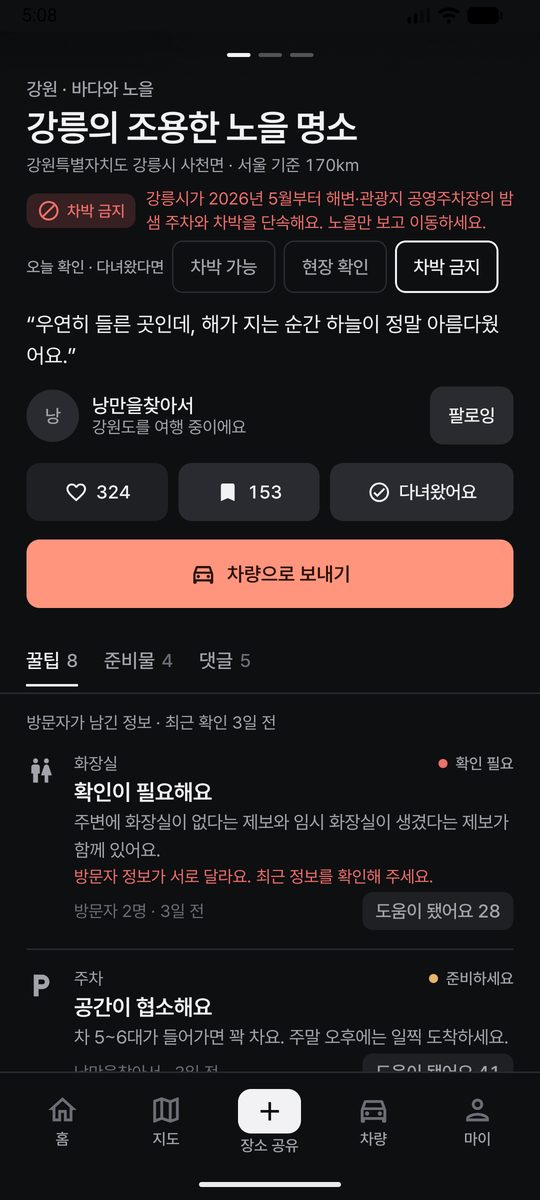 5:08
강원 · 바다와 노을
강릉의 조용한 노을 명소
강원특별자치도 강릉시 사천면 · 서울 기준 170km
차박 금지
강릉시가 2026년 5월부터 해변·관광지 공영주차장의 밤
샘 주차와 차박을 단속해요. 노을만 보고 이동하세요.
오늘 확인 · 다녀왔다면
차박 가능
현장 확인
차박 금지
“우연히 들른 곳인데, 해가 지는 순간 하늘이 정말 아름다웠
어요.”
낭
낭만을찾아서
강원도를 여행 중이에요
팔로잉
324
153
다녀왔어요
차량으로 보내기
꿀팁 8
준비물 4
댓글 5
방문자가 남긴 정보 · 최근 확인 3일 전
화장실
확인 필요
확인이 필요해요
주변에 화장실이 없다는 제보와 임시 화장실이 생겼다는 제보가
함께 있어요.
방문자 정보가 서로 달라요. 최근 정보를 확인해 주세요.
방문자 2명 · 3일 전
도움이 됐어요 28
P
주차
준비하세요
공간이 협소해요
차 5~6대가 들어가면 꽉 차요. 주말 오후에는 일찍 도착하세요.
낭만을찾아서 · 3일 전
도움이 됐어요 41
홈
지도
장소 공유
차량
마이